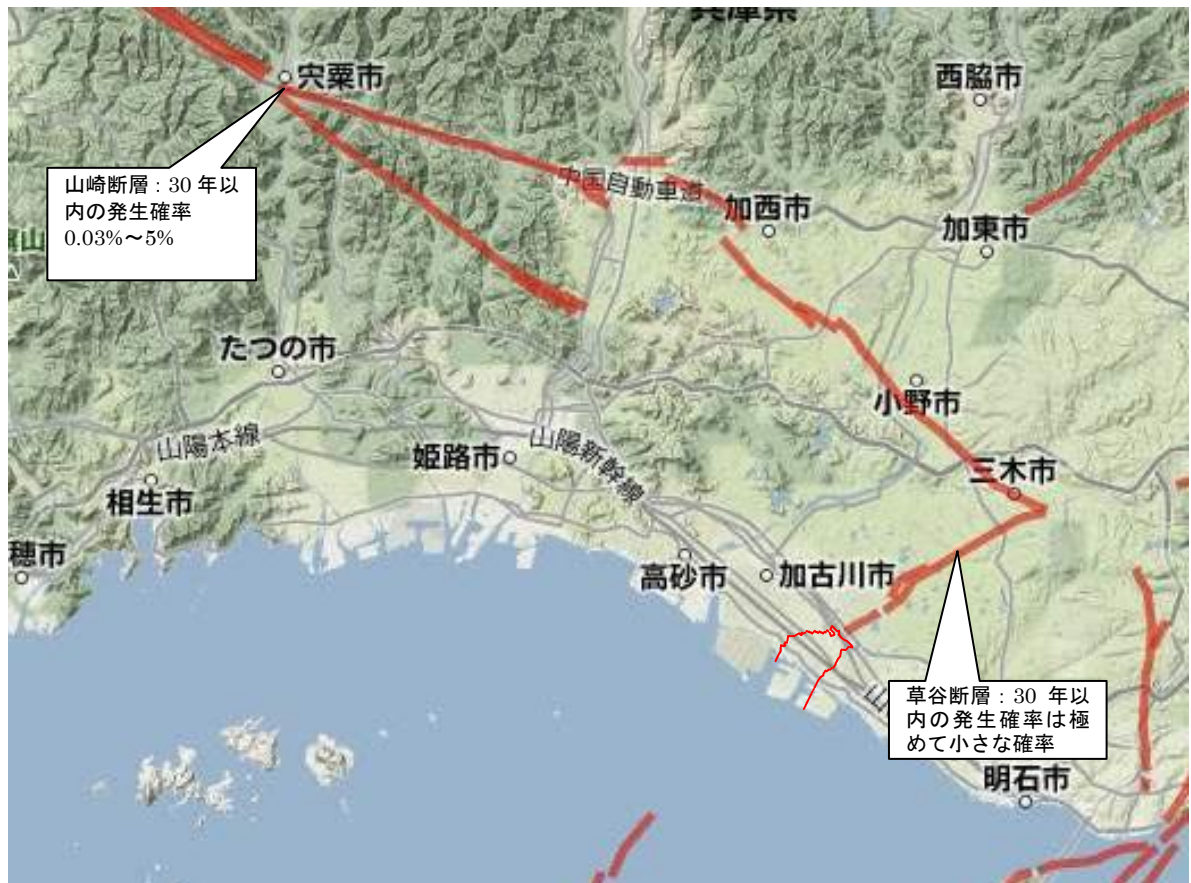 兵庫県
宍粟市
西脇市
山崎断層：30 年以
内の発生確率
0.03%～5%
中国自動車道
加西市
加東市
山
たつの市
小野市
山陽本線
姫路市
山陽新幹線
三木市
相生市
穂市
高砂市
加古川市
山
草谷断層：30 年以
内の発生確率は極
めて小さな確率
明石市